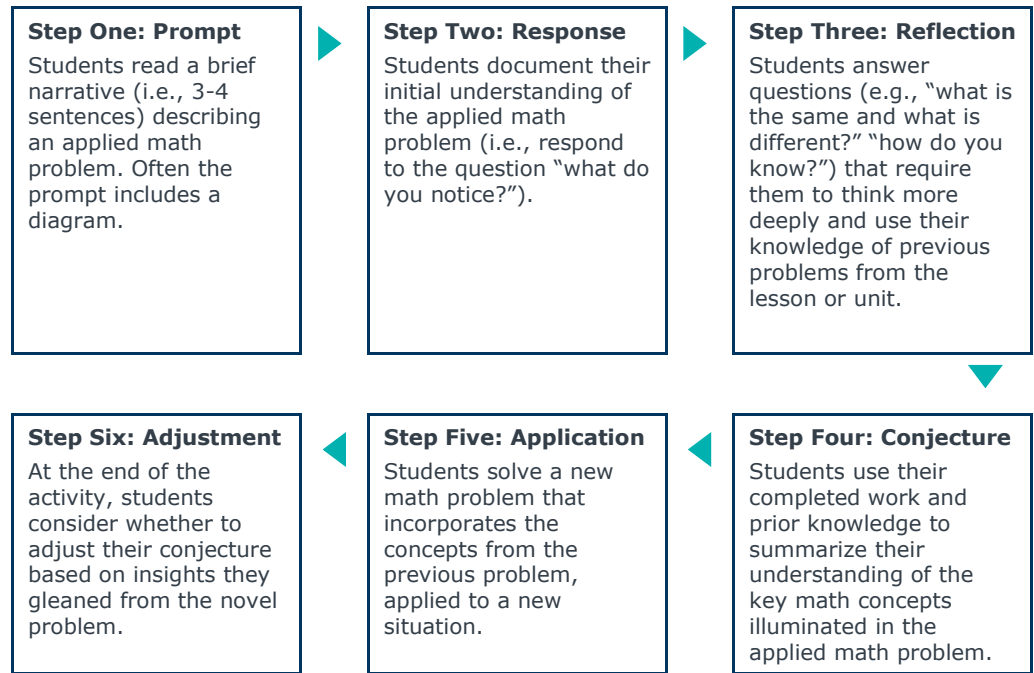 Step One: Prompt
Students read a brief
narrative (i.e., 3-4
sentences) describing
an applied math
problem. Often the
prompt includes a
diagram.
Step Two: Response
Students document their
initial understanding of
the applied math
problem (i.e., respond
to the question “what do
you notice?”).
Step Three: Reflection
Students answer
questions (e.g., “what is
the same and what is
different?” “how do you
know?”) that require
them to think more
deeply and use their
knowledge of previous
problems from the
lesson or unit.
Step Four: Conjecture
Students use their
completed work and
prior knowledge to
summarize their
understanding of the
key math concepts
illuminated in the
applied math problem.
Step Five: Application
Students solve a new
math problem that
incorporates the
concepts from the
previous problem,
applied to a new
situation.
Step Six: Adjustment
At the end of the
activity, students
consider whether to
adjust their conjecture
based on insights they
gleaned from the novel
problem.